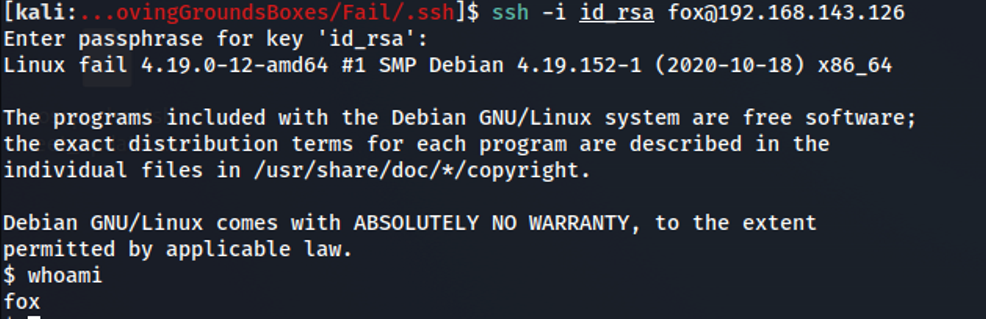 [kali:...ovingGroundsBoxes/Fail/.ssh]$ ssh -i id_rsa fox@192.168.143.126
Enter passphrase for key 'id_rsa':
Linux fail 4.19.0-12-amd64 #1 SMP Debian 4.19.152-1 (2020-10-18) x86_64
The programs included with the Debian GNU/Linux system are free software;
the exact distribution terms for each program are described in the
individual files in /usr/share/doc/*/copyright.
Debian GNU/Linux comes with ABSOLUTELY NO WARRANTY, to the extent
permitted by applicable law.
$ whoami
fox